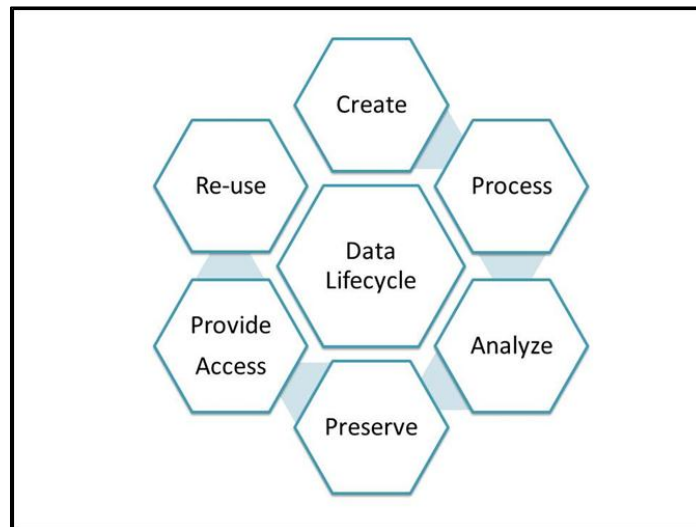 Create
Process
Analyze
Preserve
Provide
Access
Re-use
Data
Lifecycle